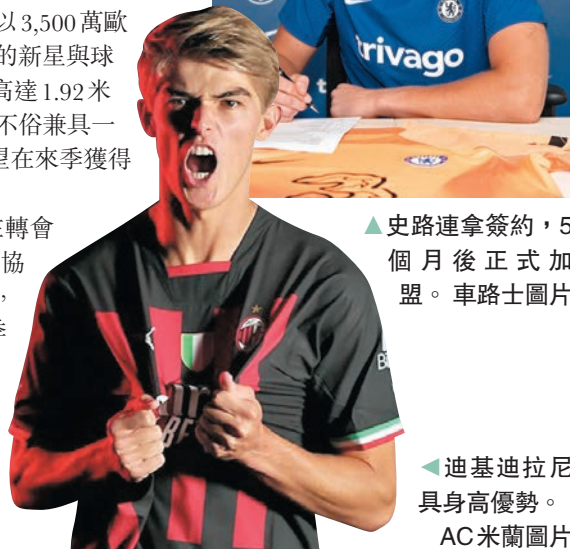 以3,500萬歐
的新星與球
高達1.92米
不俗兼具一
望在來季獲得
轉會
協
,
trivago
▲史路連拿簽約，5
個月後正式加
盟。 車路士圖片
◀迪基迪拉尼
具身高優勢。
AC米蘭圖片